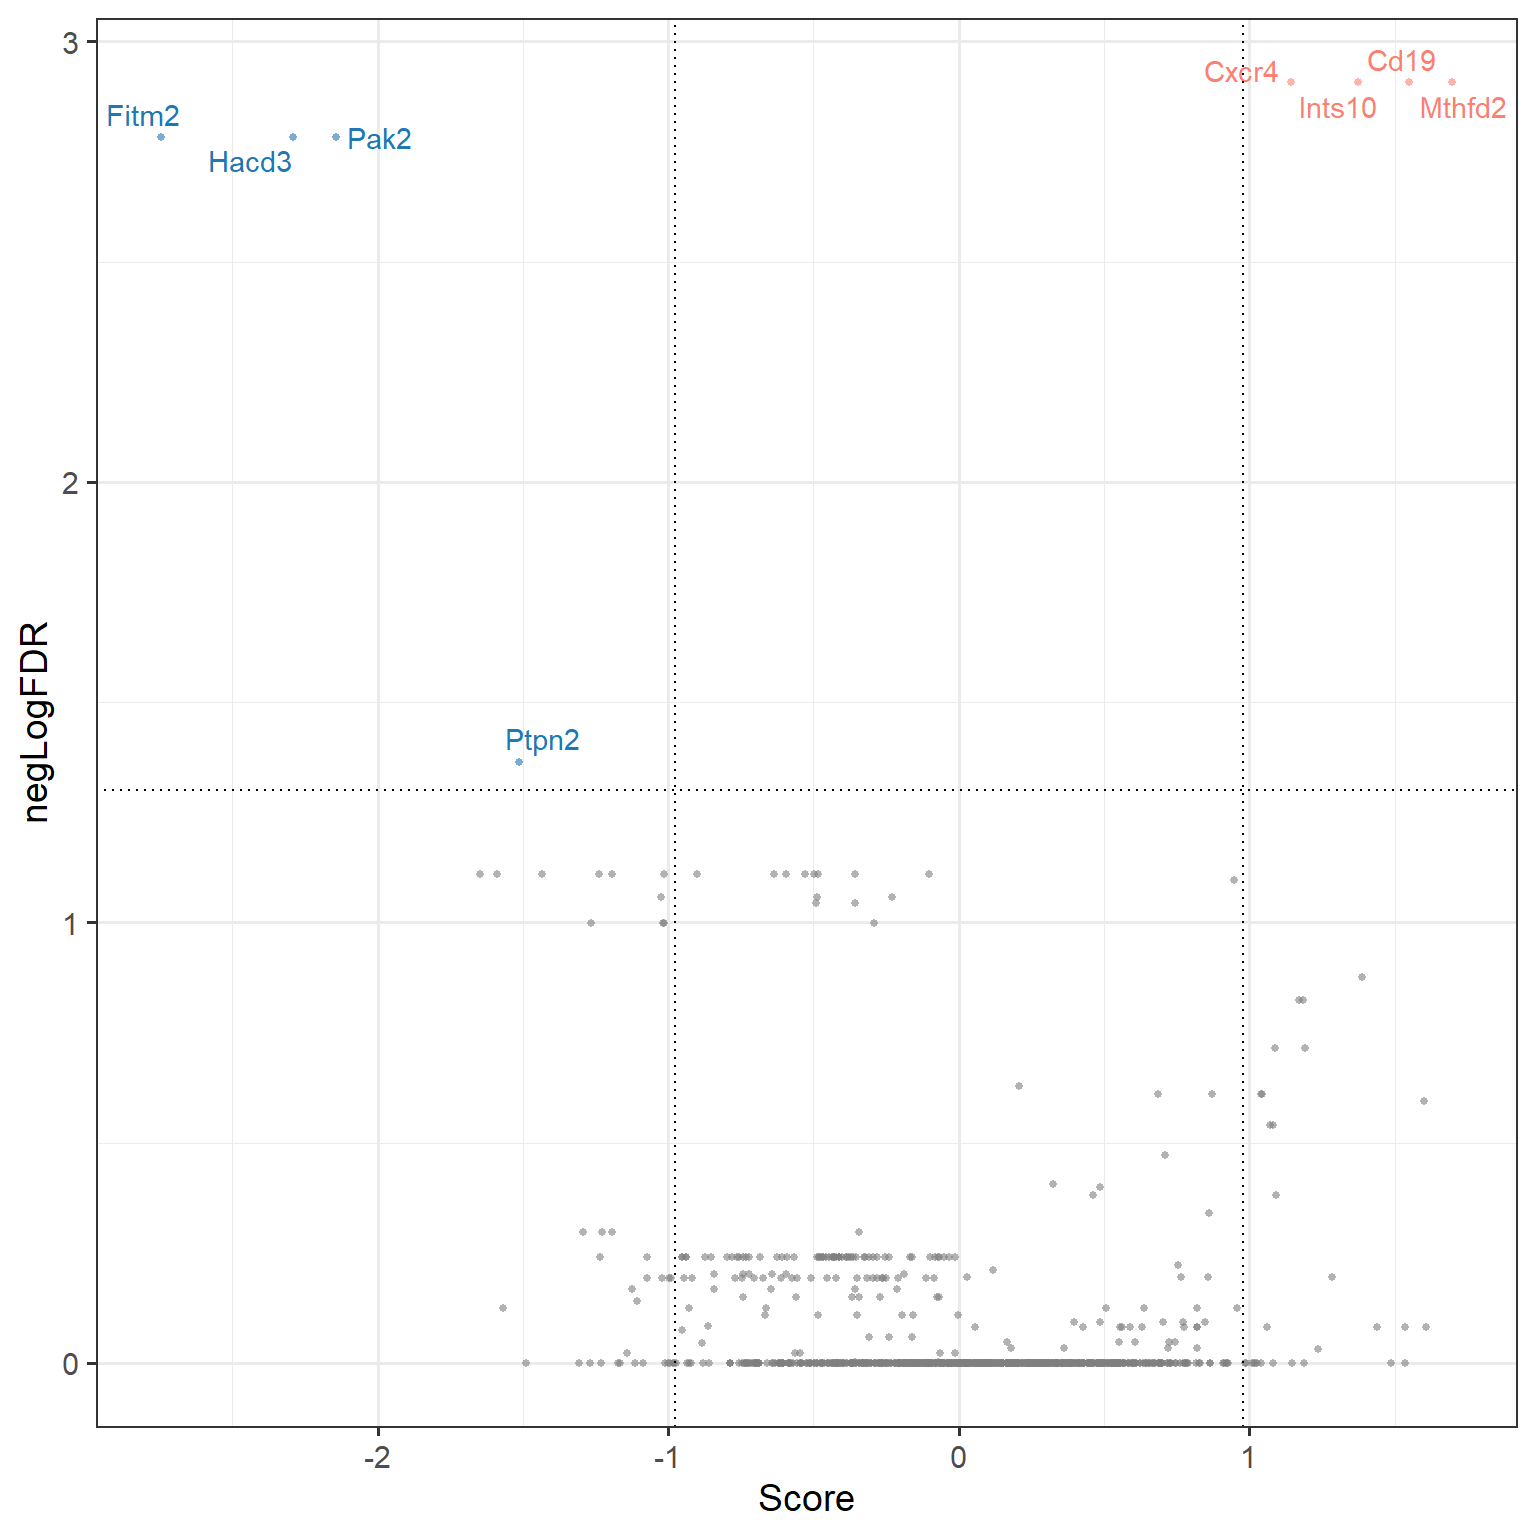 3
Cxcr4
Cd19
Ints10
Mthfd2
Fitm2
Hacd3
Pak2
2
Ptpn2
1
0
negLogFDR
-2
-1
0
1
Score